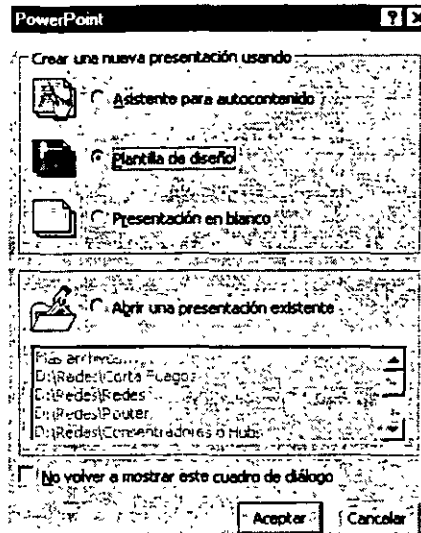 PowerPoint
Crear una nueva presentación usando
Asistente para autocontenido
Plantilla de diseño
Presentación en blanco
Abrir una presentación existente
Más archivos...
D:\Redes\Corta Fuegos
D:\Redes\Redes
D:\Redes\Router
D:\Redes\Consentradores o Hubs
No volver a mostrar este cuadro de diálogo
Aceptar Cancelar